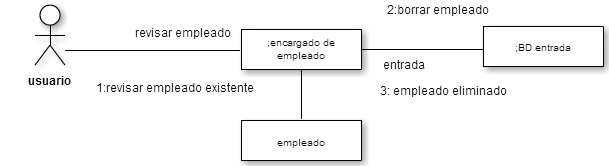 2:borrar empleado
revisar empleado
;encargado de
empleado
;BD entrada
entrada
usuario
1:revisar empleado existente
3: empleado eliminado
empleado